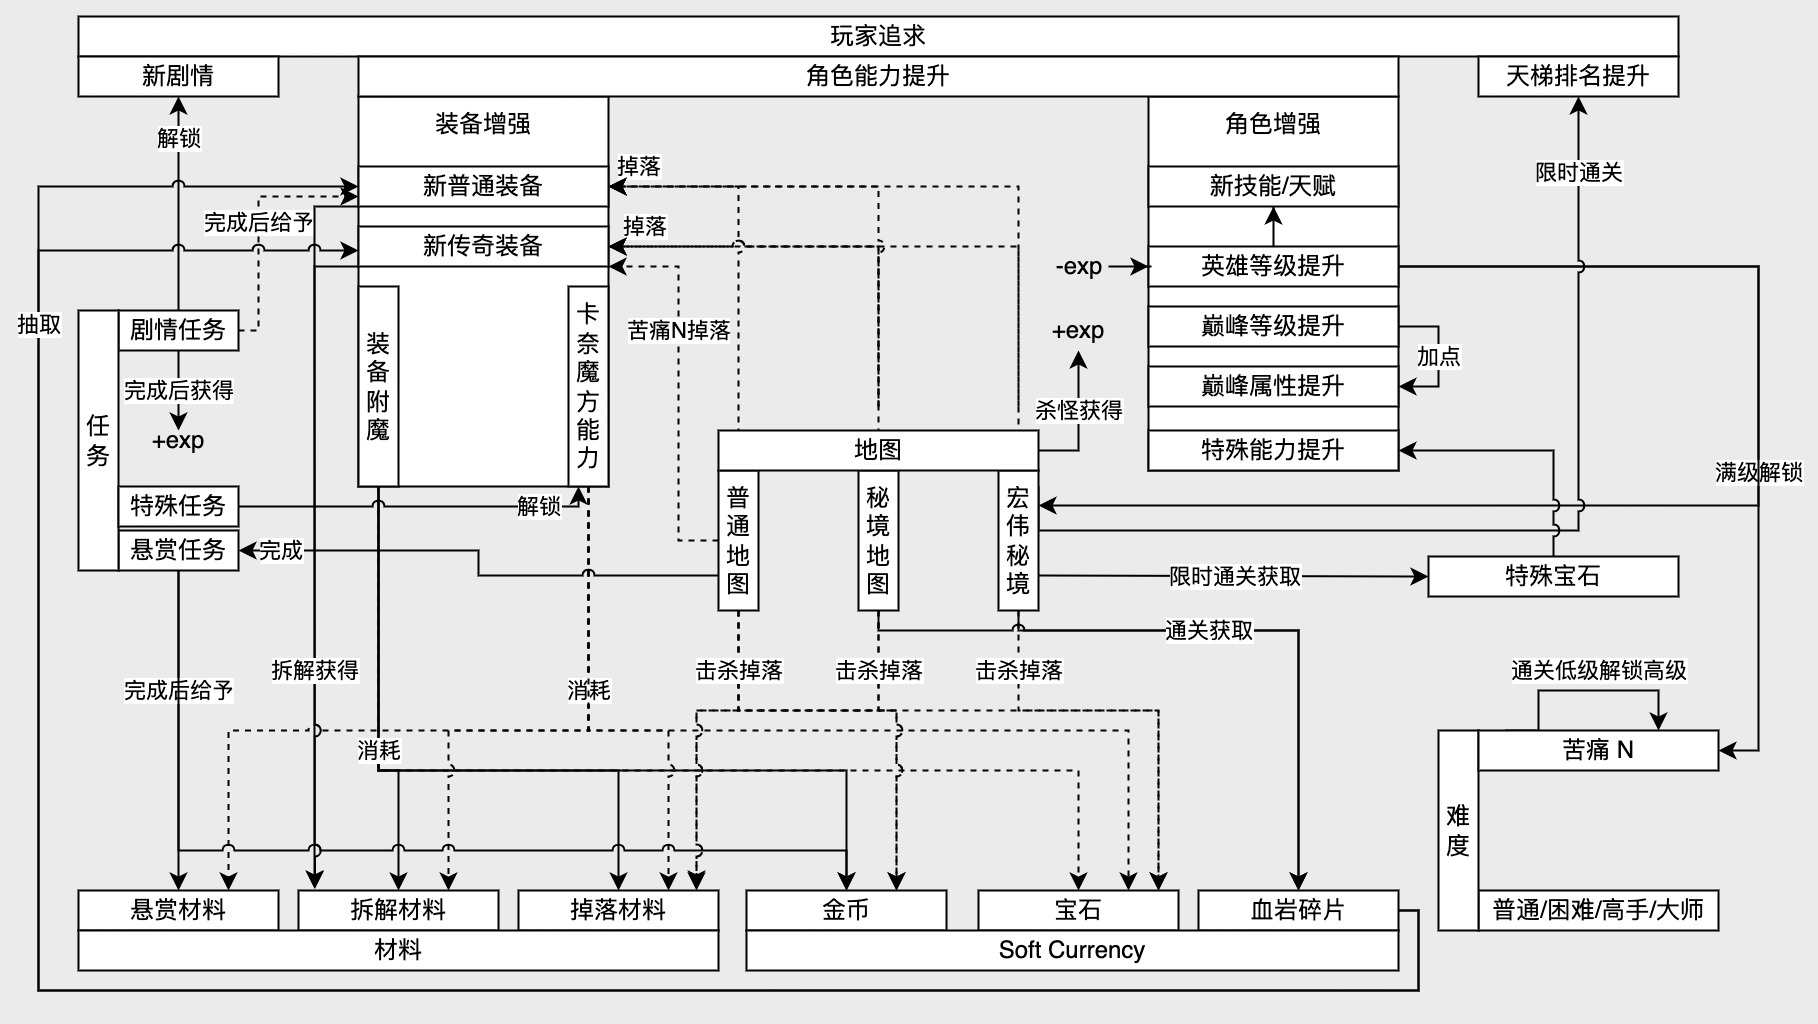 玩家追求
新剧情
角色能力提升
天梯排名提升
装备增强
角色增强
解锁
掉落
限时通关
新普通装备
新技能/天赋
完成后给予
掉落
新传奇装备
-exp
英雄等级提升
抽取
剧情任务
苦痛N掉落
+exp
巅峰等级提升
加点
装备附魔
卡奈魔方能力
完成后获得
巅峰属性提升
杀怪获得
任务
+exp
地图
特殊能力提升
满级解锁
特殊任务
解锁
普通地图
秘境地图
宏伟秘境
悬赏任务
完成
限时通关获取
特殊宝石
通关获取
完成后给予
拆解获得
消耗
击杀掉落
击杀掉落
击杀掉落
通关低级解锁高级
消耗
苦痛 N
难度
悬赏材料
拆解材料
掉落材料
金币
宝石
血岩碎片
普通/困难/高手/大师
材料
Soft Currency